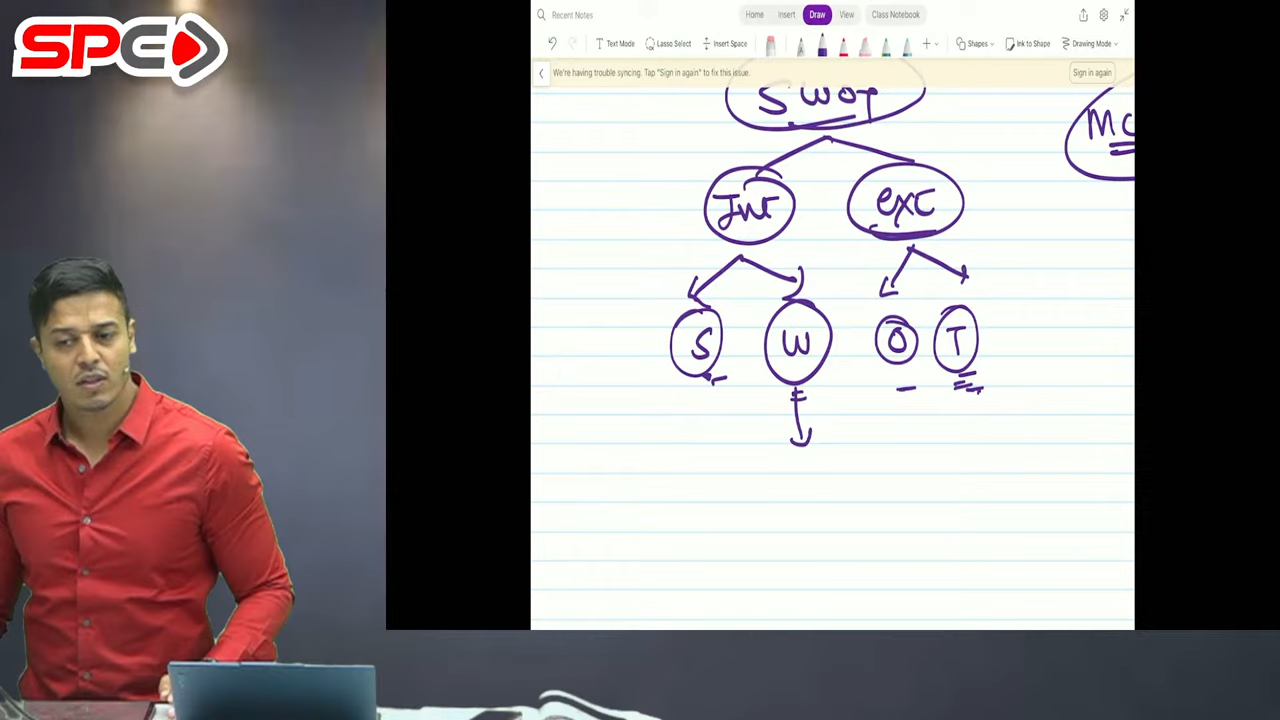 SPC
Recent Notes
Home Insert Draw View Class Notebook
Text Mode Lasso Select Insert Space Shapes Ink to Shape Drawing Mode
We're having trouble syncing. Tap "Sign in again" to fix this issue. Sign in again
SWOT
MC
Int exc
S W O T